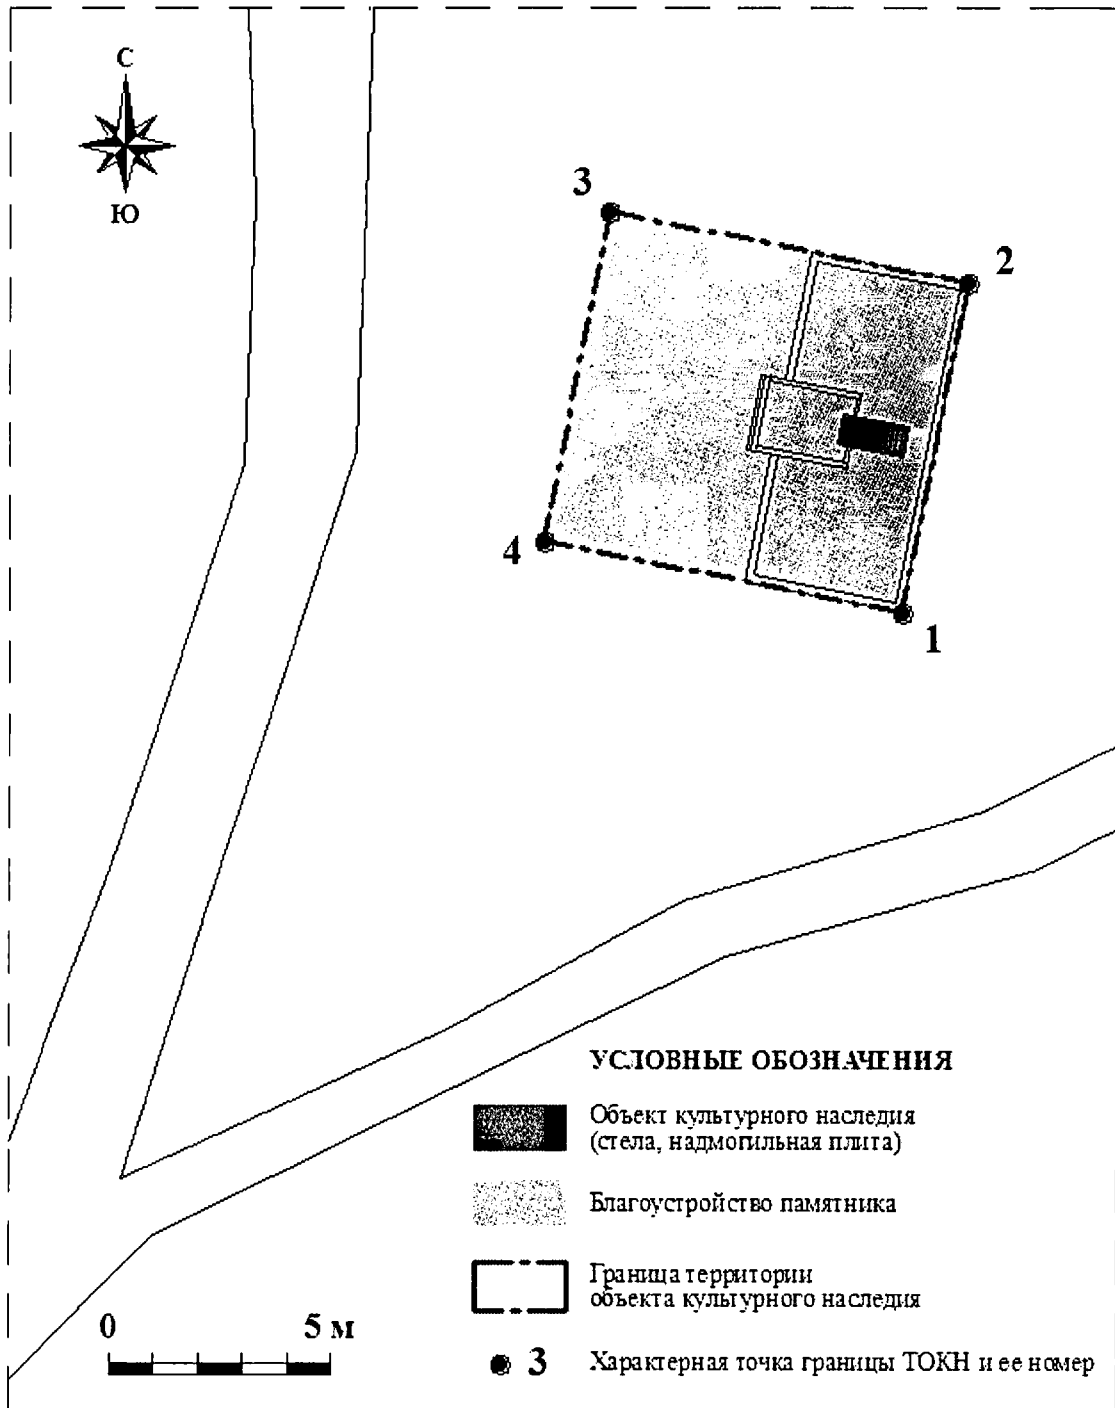 С
Ю
3
2
4
1
УСЛОВНЫЕ ОБОЗНАЧЕНИЯ
Объект культурного наследия
(стела, надмогильная плита)
Благоустройство памятника
Граница территории
объекта культурного наследия
0 5 м
3 Характерная точка границы ТОКН и ее номер